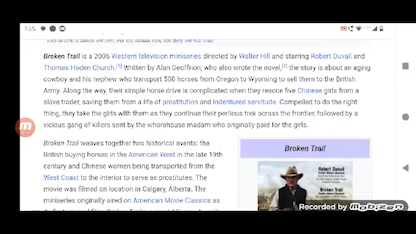 7:55
Broken Trail is a 2006 Western television miniseries directed by Walter Hill and starring Robert Duvall and
Thomas Haden Church.[5] Written by Alan Geoffrion, who also wrote the novel,[7] the story is about an aging
cowboy and his nephew who transport 500 horses from Oregon to Wyoming to sell them to the British
Army. Along the way, their simple horse drive is complicated when they rescue five Chinese girls from a
slave trader, saving them from a life of prostitution and indentured servitude. Compelled to do the right
thing, they take the girls with them as they continue their perilous trek across the frontier, followed by a
vicious gang of killers sent by the whorehouse madam who originally paid for the girls.
Broken Trail weaves together two historical events: the
British buying horses in the American West in the late 19th
century and Chinese women being transported from the
West Coast to the interior to serve as prostitutes. The
movie was filmed on location in Calgary, Alberta. The
miniseries originally aired on American Movie Classics as
Broken Trail
Robert Duvall
Broken Trail
Recorded by
Mobizen